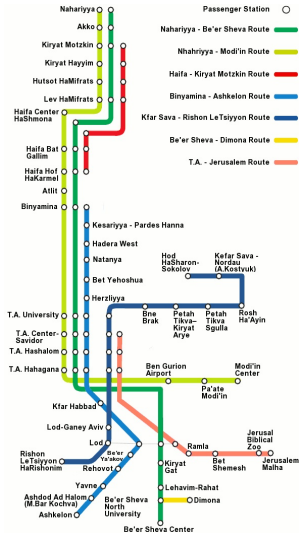 Nahariyya
Akko
Kiryat Motzkin
Kiryat Hayyim
Hutsot HaMifrats
Lev HaMifrats
Haifa Center
HaShmona
Haifa Bat
Gallim
Haifa Hof
HaKarmel
Atlit
Binyamina
Passenger Station
Nahariyya - Be'er Sheva Route
Nhahriyya - Modi'in Route
Haifa - Kiryat Motzkin Route
Binyamina - Ashkelon Route
Kfar Sava - Rishon LeTsiyyon Route
Be'er Sheva - Dimona Route
T.A. - Jerusalem Route
Kesariyya - Pardes Hanna
Hadera West
Natanya
Bet Yehoshua
Herzliyya
Hod
HaSharon-
Sokolov
Kefar Sava -
Nordau
(A.Kostyuk)
T.A. University
Bne
Brak
Petah
Tikva–
Kiryat
Arye
Petah
Tikva
Sgulla
Rosh
Ha'Ayin
T.A. Center-
Savidor
T.A. Hashalom
T.A. Hahagana
Ben Gurion
Airport
Pa'ate
Modi'in
Modi'in
Center
Kfar Habbad
Lod-Ganey Aviv
Lod
Rishon
LeTsiyyon
HaRishonim
Be'er
Ya'akov
Rehovot
Yavne
Ashdod Ad Halom
(M.Bar Kochva)
Ashkelon
Ramla
Bet
Shemesh
Jerusal
Biblical
Zoo
Jerusalem
Malha
Kiryat
Gat
Lehavim-Rahat
Be'er Sheva
North
University
Dimona
Be'er Sheva Center